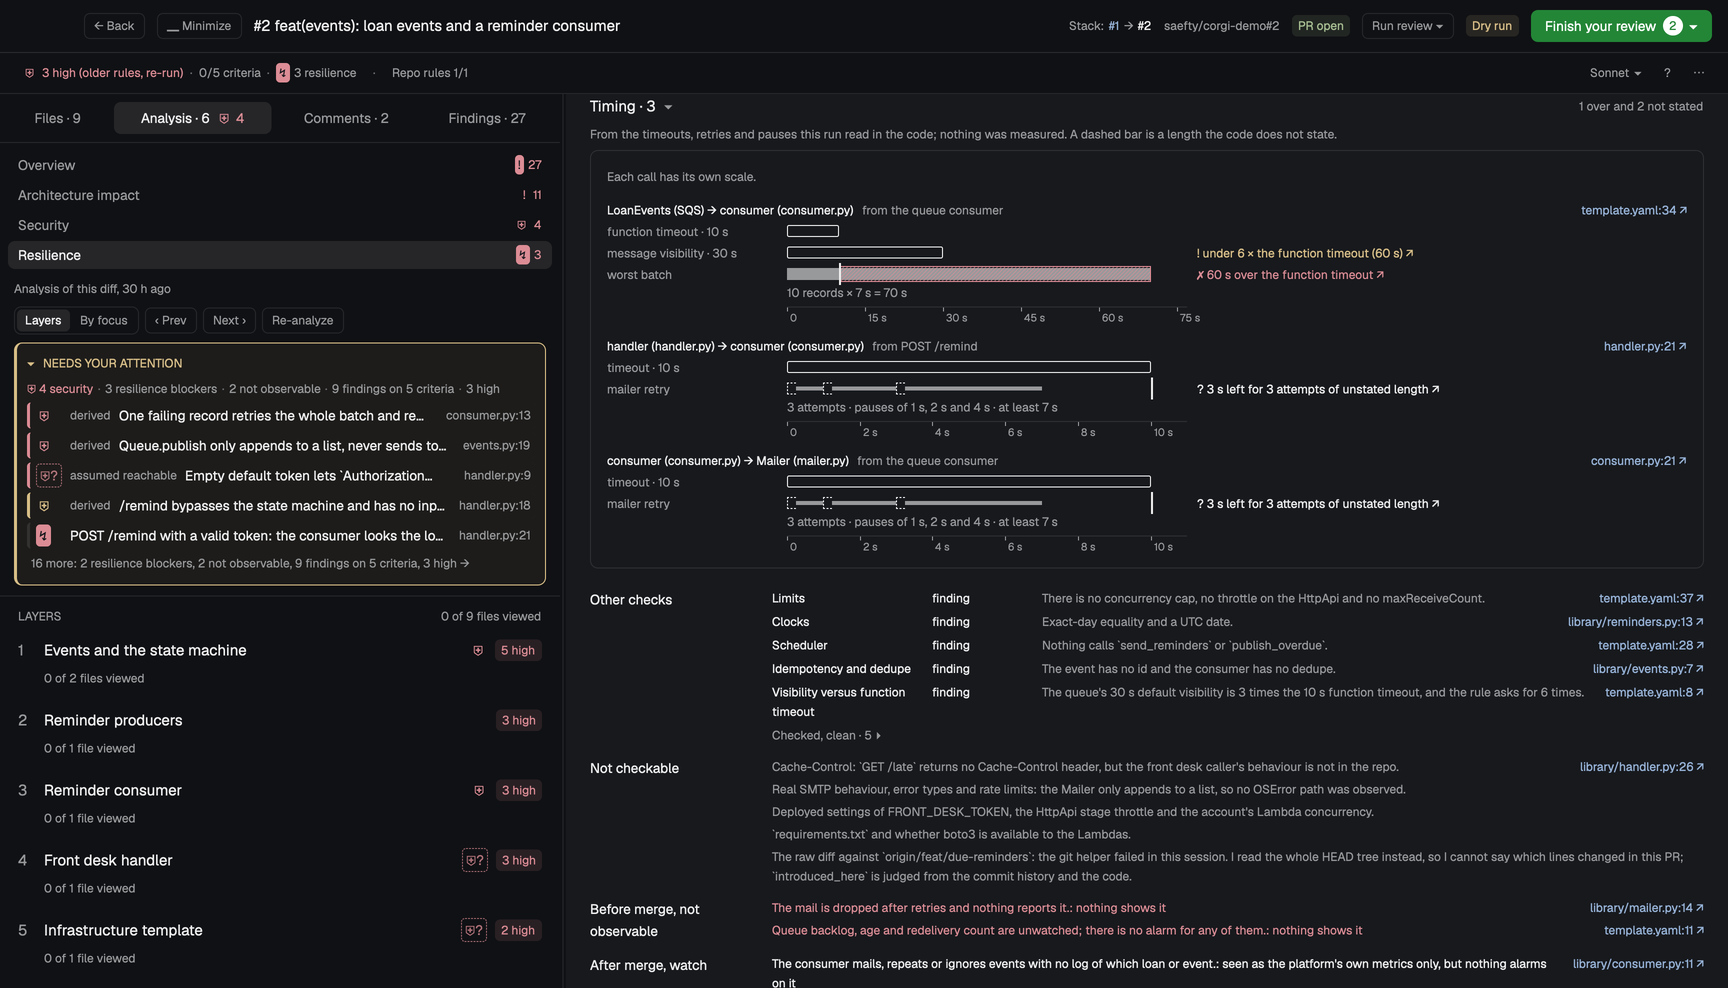 ← Back
Minimize
#2 feat(events): loan events and a reminder consumer
Stack: #1 → #2
saefty/corgi-demo#2
PR open
Run review
Dry run
Finish your review 2
3 high (older rules, re-run) · 0/5 criteria · 3 resilience · Repo rules 1/1
Sonnet
?
···
Files · 9
Analysis · 6 4
Comments · 2
Findings · 27
Overview
! 27
Architecture impact
! 11
Security
4
Resilience
3
Analysis of this diff, 30 h ago
Layers
By focus
‹ Prev
Next ›
Re-analyze
NEEDS YOUR ATTENTION
4 security · 3 resilience blockers · 2 not observable · 9 findings on 5 criteria · 3 high
derived One failing record retries the whole batch and re... consumer.py:13
derived Queue.publish only appends to a list, never sends to... events.py:19
? assumed reachable Empty default token lets `Authorization... handler.py:9
derived /remind bypasses the state machine and has no inp... handler.py:18
POST /remind with a valid token: the consumer looks the lo... handler.py:21
16 more: 2 resilience blockers, 2 not observable, 9 findings on 5 criteria, 3 high →
LAYERS
0 of 9 files viewed
1 Events and the state machine 5 high
0 of 2 files viewed
2 Reminder producers 3 high
0 of 1 file viewed
3 Reminder consumer 3 high
0 of 1 file viewed
4 Front desk handler ? 3 high
0 of 1 file viewed
5 Infrastructure template ? 2 high
0 of 1 file viewed
Timing · 3
1 over and 2 not stated
From the timeouts, retries and pauses this run read in the code; nothing was measured. A dashed bar is a length the code does not state.
Each call has its own scale.
LoanEvents (SQS) → consumer (consumer.py) from the queue consumer
template.yaml:34 ↗
function timeout · 10 s
message visibility · 30 s
! under 6 × the function timeout (60 s) ↗
worst batch
✗ 60 s over the function timeout ↗
10 records × 7 s = 70 s
0 15 s 30 s 45 s 60 s 75 s
handler (handler.py) → consumer (consumer.py) from POST /remind
handler.py:21 ↗
timeout · 10 s
mailer retry
? 3 s left for 3 attempts of unstated length ↗
3 attempts · pauses of 1 s, 2 s and 4 s · at least 7 s
0 2 s 4 s 6 s 8 s 10 s
consumer (consumer.py) → Mailer (mailer.py) from the queue consumer
consumer.py:21 ↗
timeout · 10 s
mailer retry
? 3 s left for 3 attempts of unstated length ↗
3 attempts · pauses of 1 s, 2 s and 4 s · at least 7 s
0 2 s 4 s 6 s 8 s 10 s
Other checks
Limits finding There is no concurrency cap, no throttle on the HttpApi and no maxReceiveCount. template.yaml:37 ↗
Clocks finding Exact-day equality and a UTC date. library/reminders.py:13 ↗
Scheduler finding Nothing calls `send_reminders` or `publish_overdue`. template.yaml:28 ↗
Idempotency and dedupe finding The event has no id and the consumer has no dedupe. library/events.py:7 ↗
Visibility versus function finding The queue's 30 s default visibility is 3 times the 10 s function timeout, and the rule asks for 6 times. template.yaml:8 ↗
timeout
Checked, clean · 5
Not checkable
Cache-Control: `GET /late` returns no Cache-Control header, but the front desk caller's behaviour is not in the repo. library/handler.py:26 ↗
Real SMTP behaviour, error types and rate limits: the Mailer only appends to a list, so no OSError path was observed.
Deployed settings of FRONT_DESK_TOKEN, the HttpApi stage throttle and the account's Lambda concurrency.
`requirements.txt` and whether boto3 is available to the Lambdas.
The raw diff against `origin/feat/due-reminders`: the git helper failed in this session. I read the whole HEAD tree instead, so I cannot say which lines changed in this PR;
`introduced_here` is judged from the commit history and the code.
Before merge, not
observable
The mail is dropped after retries and nothing reports it.: nothing shows it library/mailer.py:14 ↗
Queue backlog, age and redelivery count are unwatched; there is no alarm for any of them.: nothing shows it template.yaml:11 ↗
After merge, watch
The consumer mails, repeats or ignores events with no log of which loan or event.: seen as the platform's own metrics only, but nothing alarms library/consumer.py:11 ↗
on it